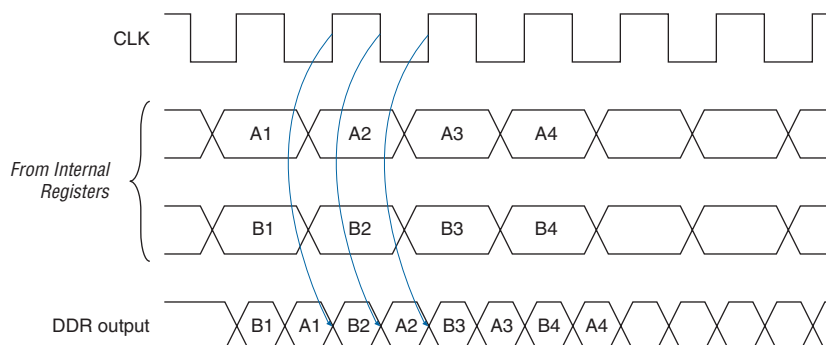 CLK
A1 A2 A3 A4
From Internal
Registers
B1 B2 B3 B4
DDR output B1 A1 B2 A2 B3 A3 B4 A4